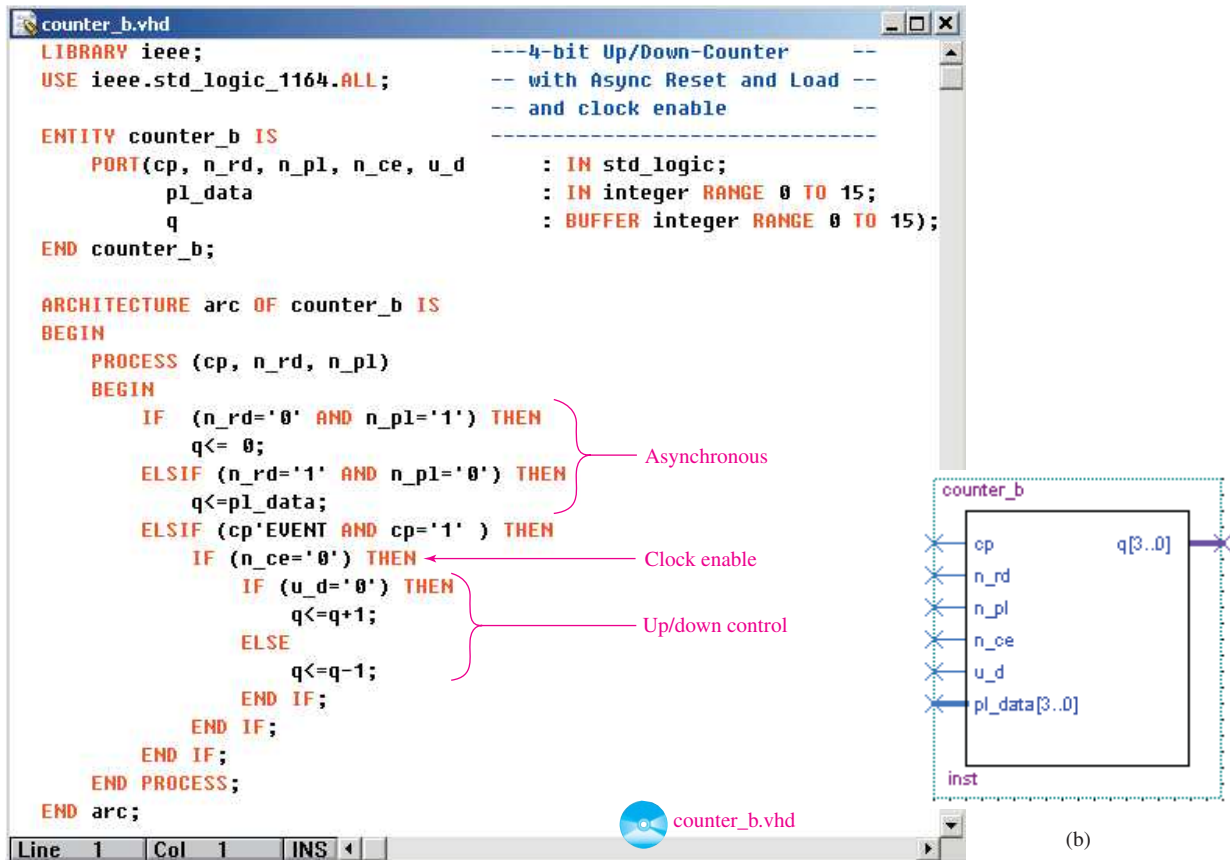 counter_b.vhd
LIBRARY ieee; ---4-bit Up/Down-Counter --
USE ieee.std_logic_1164.ALL; -- with Async Reset and Load --
-- and clock enable --
ENTITY counter_b IS -------------------------------
PORT(cp, n_rd, n_pl, n_ce, u_d : IN std_logic;
pl_data : IN integer RANGE 0 TO 15;
q : BUFFER integer RANGE 0 TO 15);
END counter_b;
ARCHITECTURE arc OF counter_b IS
BEGIN
PROCESS (cp, n_rd, n_pl)
BEGIN
IF (n_rd='0' AND n_pl='1') THEN
q<= 0;
Asynchronous
ELSIF (n_rd='1' AND n_pl='0') THEN
q<=pl_data;
ELSIF (cp'EVENT AND cp='1' ) THEN
IF (n_ce='0') THEN Clock enable
IF (u_d='0') THEN
q<=q+1;
Up/down control
ELSE
q<=q-1;
END IF;
END IF;
END IF;
END PROCESS;
END arc;
counter_b.vhd
Line 1 Col 1 INS
counter_b
cp q[3..0]
n_rd
n_pl
n_ce
u_d
pl_data[3..0]
inst
(b)